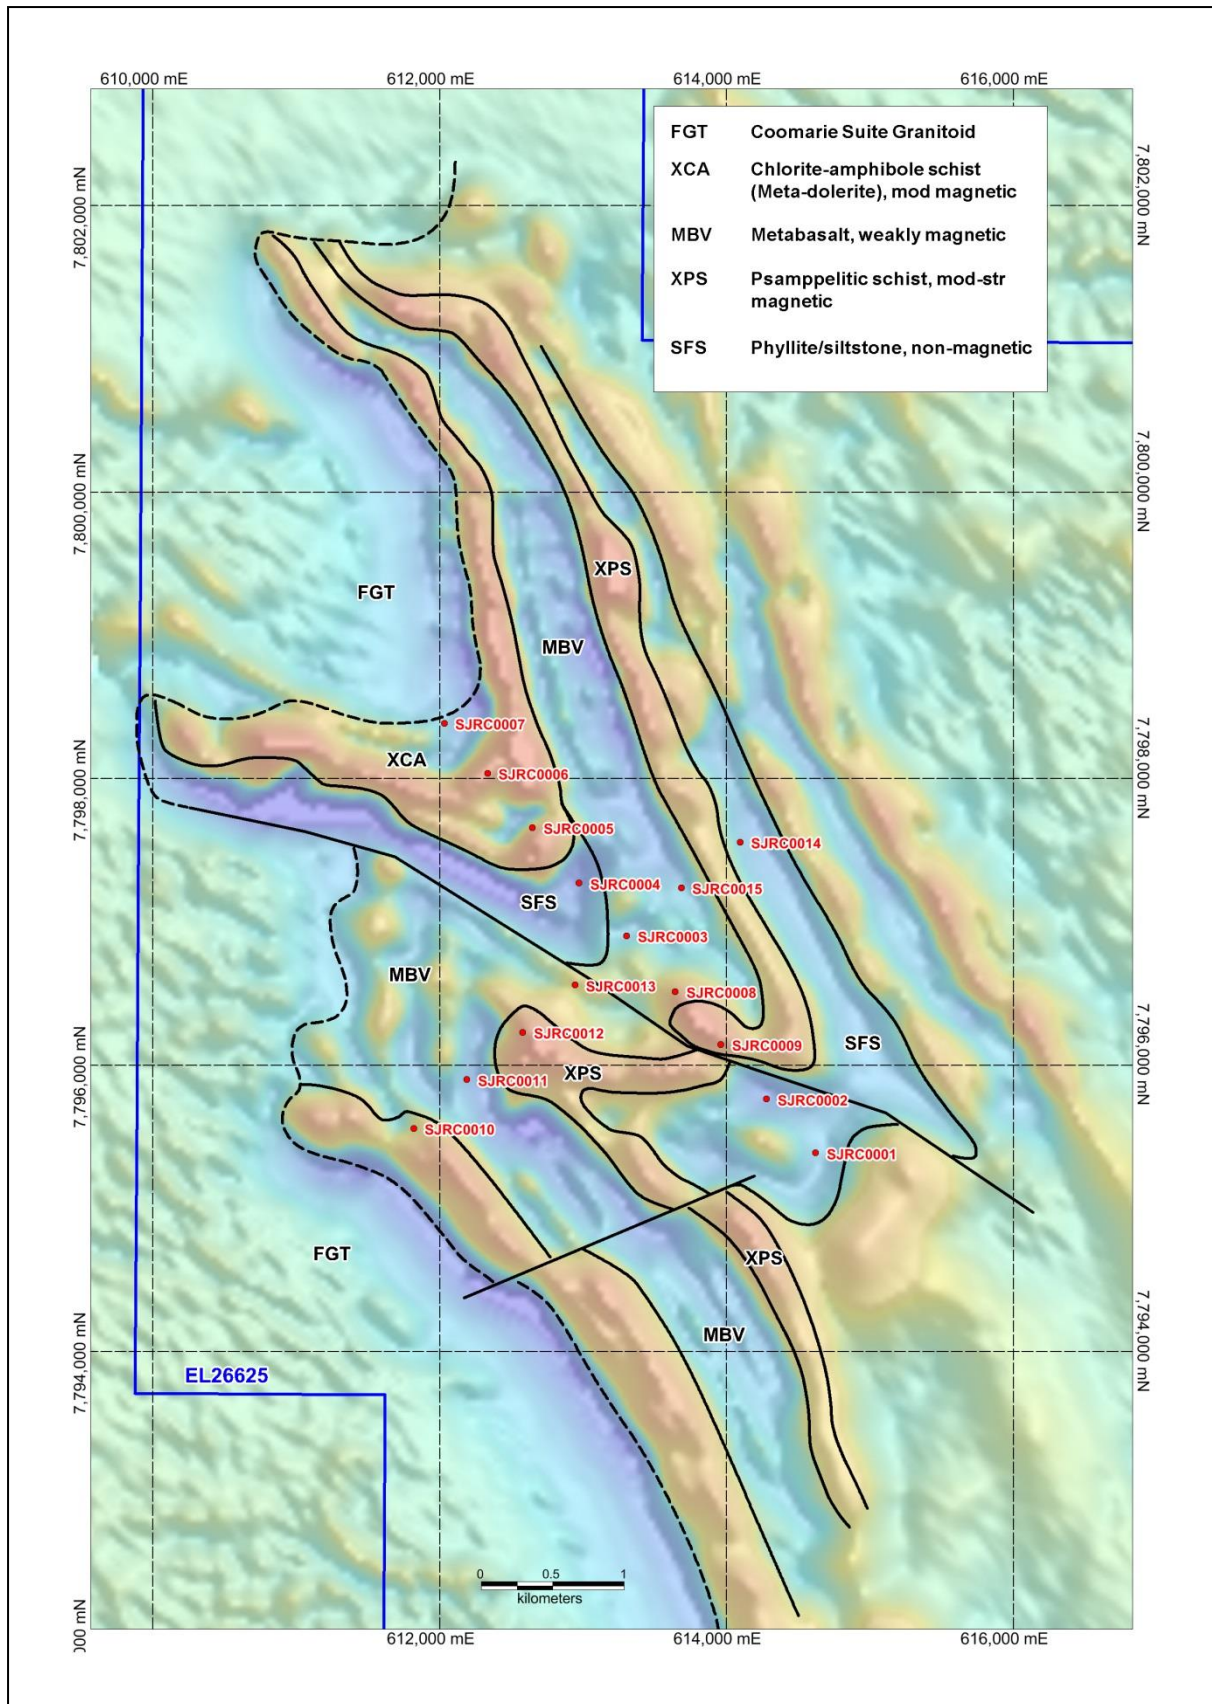 610,000 mE
612,000 mE
614,000 mE
616,000 mE
FGT Coomarie Suite Granitoid
XCA Chlorite-amphibole schist
(Meta-dolerite), mod magnetic
MBV Metabasalt, weakly magnetic
XPS Psamppelitic schist, mod-str
magnetic
SFS Phyllite/siltstone, non-magnetic
7,802,000 mN
7,802,000 mN
7,800,000 mN
7,800,000 mN
XPS
FGT
MBV
7,798,000 mN
7,798,000 mN
SJRC0007
XCA
SJRC0006
SJRC0005
SJRC0014
SJRC0004
SJRC0015
SFS
SJRC0003
MBV
SJRC0013
SJRC0008
7,796,000 mN
7,796,000 mN
SJRC0012
SJRC0009
SFS
XPS
SJRC0011
SJRC0002
SJRC0010
SJRC0001
FGT
XPS
MBV
7,794,000 mN
7,794,000 mN
EL26625
0 0.5 1
kilometers
000 mN
612,000 mE
614,000 mE
616,000 mE